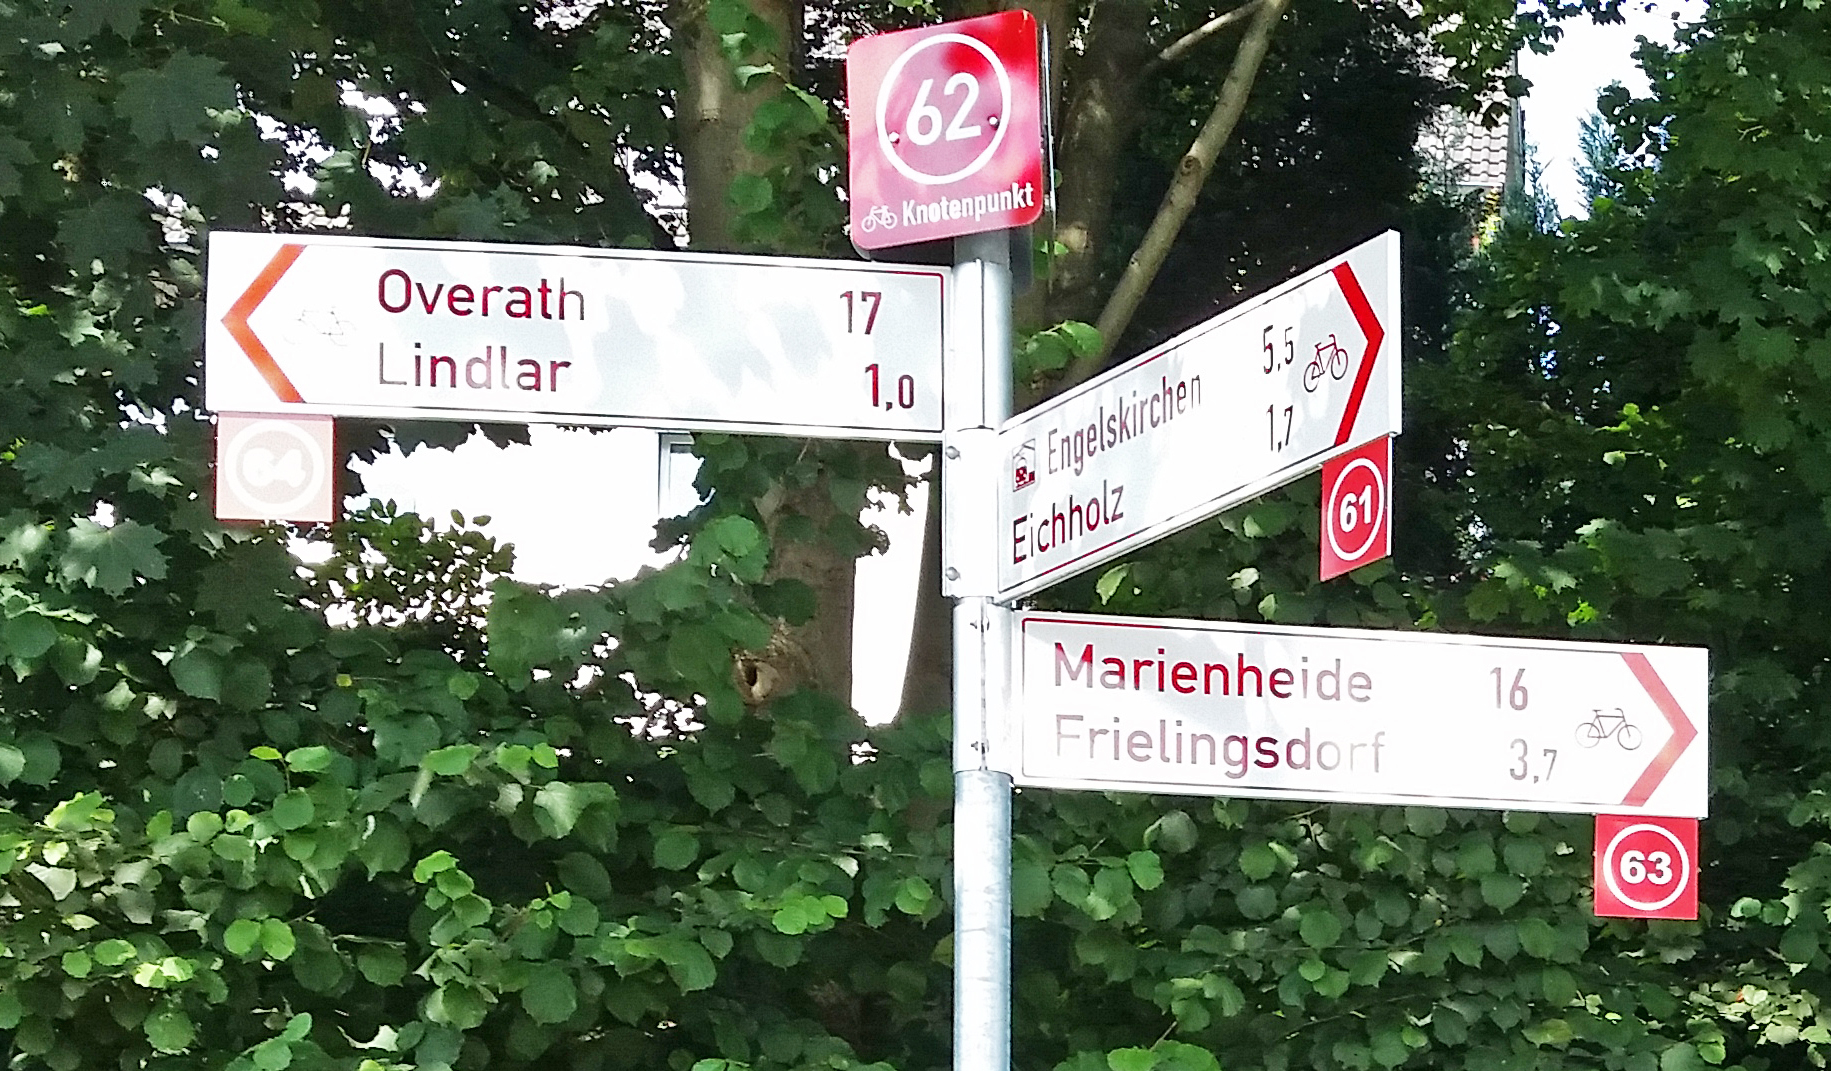 62
Knotenpunkt
Overath 17
Lindlar 1,0
64
Engelskirchen 5,5
Eichholz 1,7
61
Marienheide 16
Frielingsdorf 3,7
63